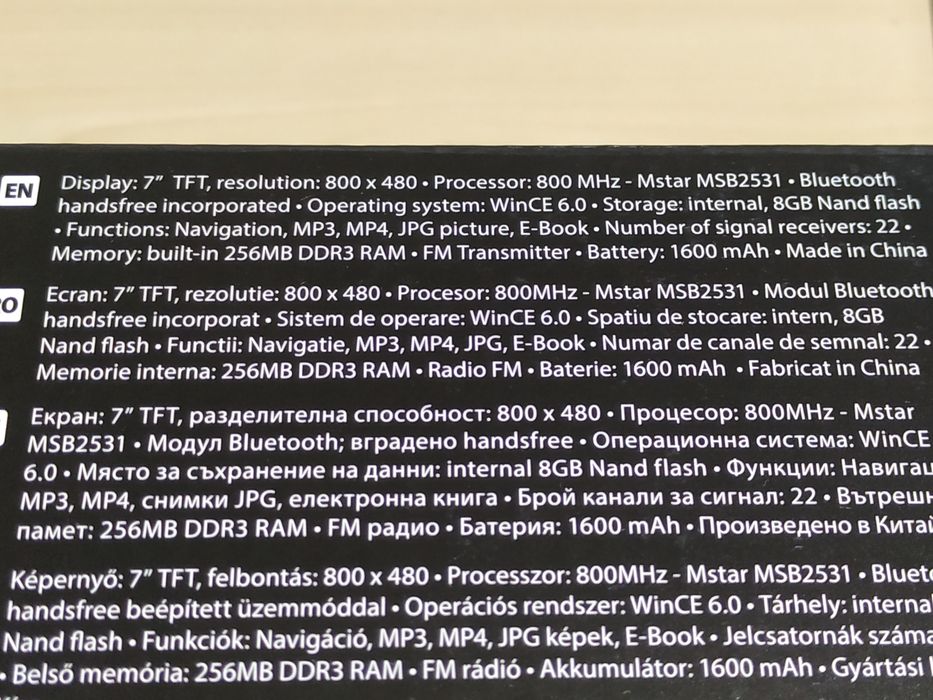 EN Display: 7” TFT, resolution: 800 x 480 • Processor: 800 MHz - Mstar MSB2531 • Bluetooth
handsfree incorporated • Operating system: WinCE 6.0 • Storage: internal, 8GB Nand flash
• Functions: Navigation, MP3, MP4, JPG picture, E-Book • Number of signal receivers: 22 •
Memory: built-in 256MB DDR3 RAM • FM Transmitter • Battery: 1600 mAh • Made in China
RO Ecran: 7” TFT, rezolutie: 800 x 480 • Procesor: 800MHz - Mstar MSB2531 • Modul Bluetooth
handsfree incorporat • Sistem de operare: WinCE 6.0 • Spatiu de stocare: intern, 8GB
Nand flash • Functii: Navigatie, MP3, MP4, JPG, E-Book • Numar de canale de semnal: 22 •
Memorie interna: 256MB DDR3 RAM • Radio FM • Baterie: 1600 mAh • Fabricat in China
Екран: 7” TFT, разделителна способност: 800 x 480 • Процесор: 800MHz - Mstar
MSB2531 • Модул Bluetooth; вградено handsfree • Операционна система: WinCE
6.0 • Място за съхранение на данни: internal 8GB Nand flash • Функции: Навигац
MP3, MP4, снимки JPG, електронна книга • Брой канали за сигнал: 22 • Вътрешн
памет: 256MB DDR3 RAM • FM радио • Батерия: 1600 mAh • Произведено в Китай
Képernyő: 7” TFT, felbontás: 800 x 480 • Processzor: 800MHz - Mstar MSB2531 • Blueto
handsfree beépített üzemmóddal • Operációs rendszer: WinCE 6.0 • Tárhely: internal
Nand flash • Funkciók: Navigáció, MP3, MP4, JPG képek, E-Book • Jelcsatornák száma
• Belső memória: 256MB DDR3 RAM • FM rádió • Akkumulátor: 1600 mAh • Gyártási